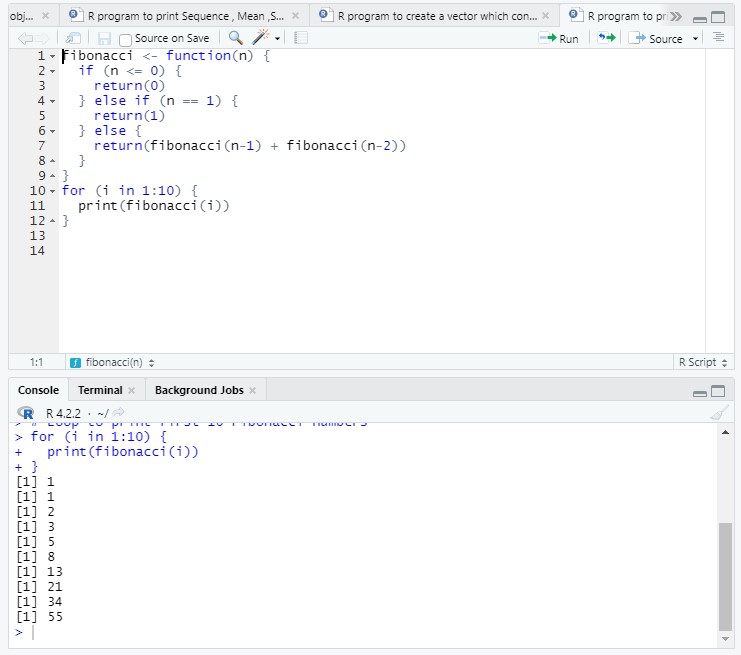 obj... × R program to print Sequence , Mean ,S... × R program to create a vector which con... × R program to pri
Source on Save Run Source
1 fibonacci <- function(n) {
2 if (n <= 0) {
3 return(0)
4 } else if (n == 1) {
5 return(1)
6 } else {
7 return(fibonacci(n-1) + fibonacci(n-2))
8 }
9 }
10 for (i in 1:10) {
11 print(fibonacci(i))
12 }
13
14
1:1 fibonacci(n) R Script
Console Terminal × Background Jobs ×
R 4.2.2 · ~/
> # Loop to print first 10 Fibonacci numbers
> for (i in 1:10) {
+ print(fibonacci(i))
+ }
[1] 1
[1] 1
[1] 2
[1] 3
[1] 5
[1] 8
[1] 13
[1] 21
[1] 34
[1] 55
>